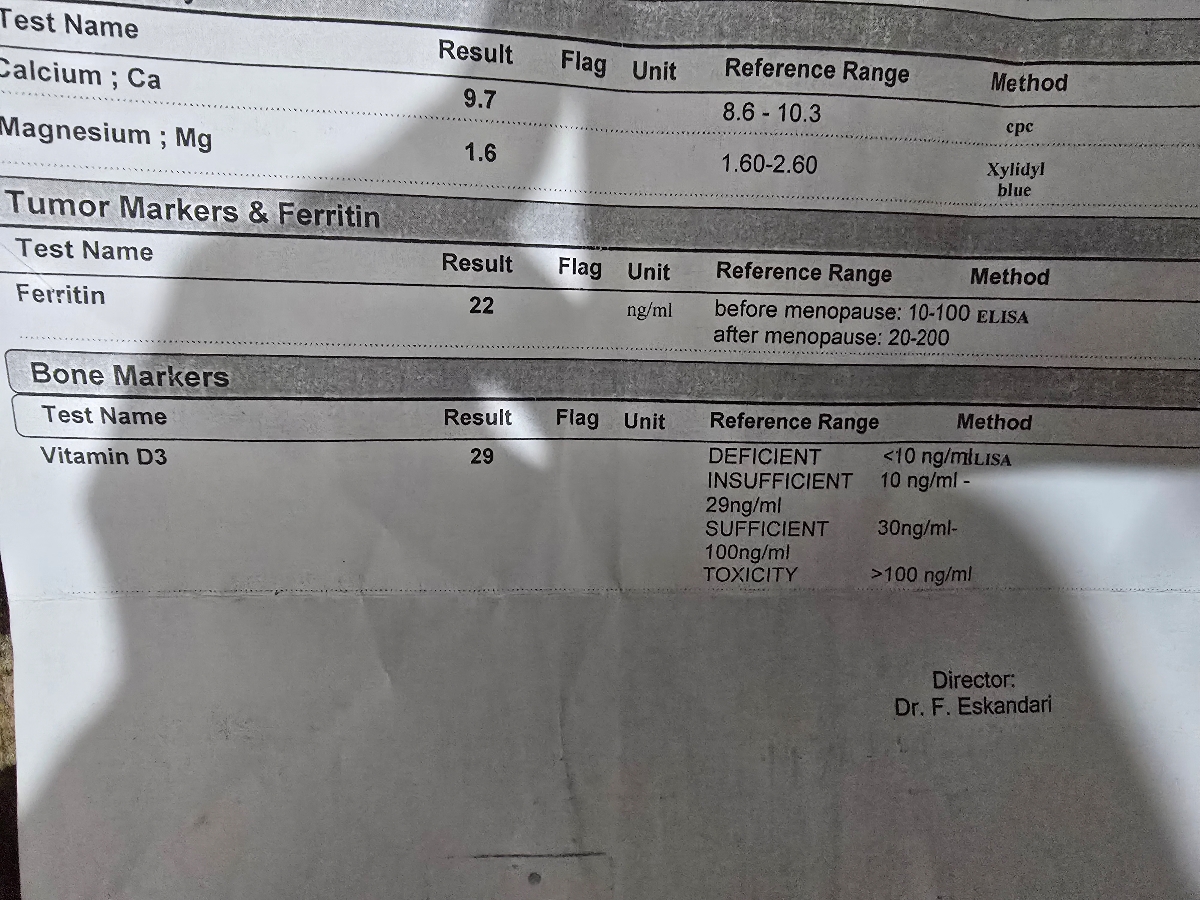 Test Name Result Flag Unit Reference Range Method
Calcium ; Ca 9.7 8.6 - 10.3 cpc
Magnesium ; Mg 1.6 1.60-2.60 Xylidyl
blue
Tumor Markers & Ferritin
Test Name Result Flag Unit Reference Range Method
Ferritin 22 ng/ml before menopause: 10-100 ELISA
after menopause: 20-200
Bone Markers
Test Name Result Flag Unit Reference Range Method
Vitamin D3 29 DEFICIENT <10 ng/ml LISA
INSUFFICIENT 10 ng/ml -
29ng/ml
SUFFICIENT 30ng/ml-
100ng/ml
TOXICITY >100 ng/ml
Director:
Dr. F. Eskandari